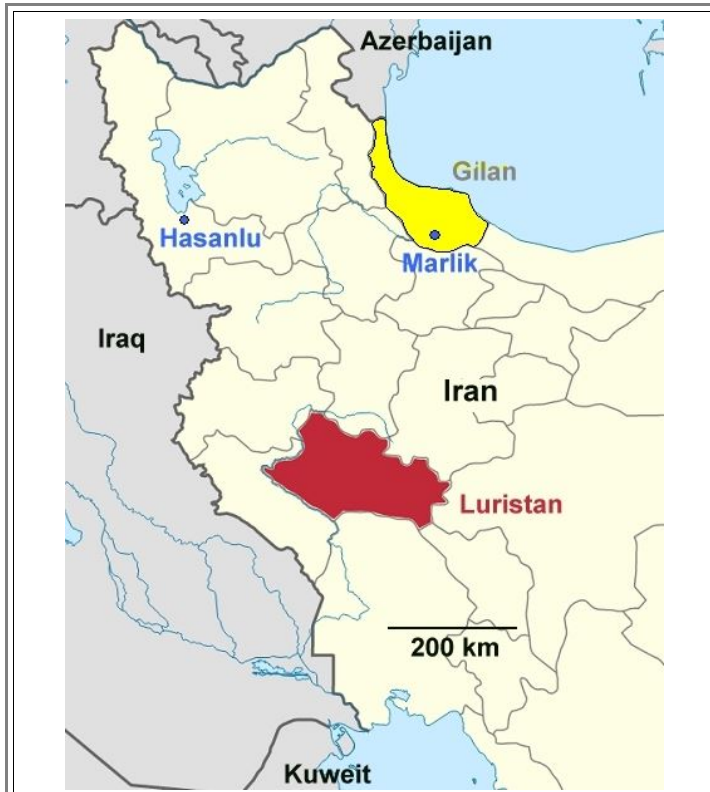 Azerbaijan
Gilan
Hasanlu
Marlik
Iraq
Iran
Luristan
200 km
Kuweit